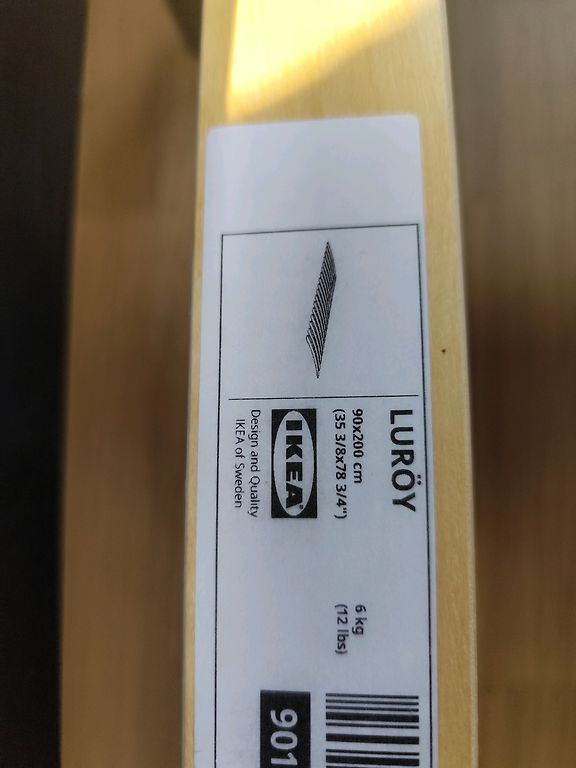 LURÖY
90x200 cm
(35 3/8x78 3/4")
6 kg
(12 lbs)
IKEA®
Design and Quality
IKEA of Sweden
901